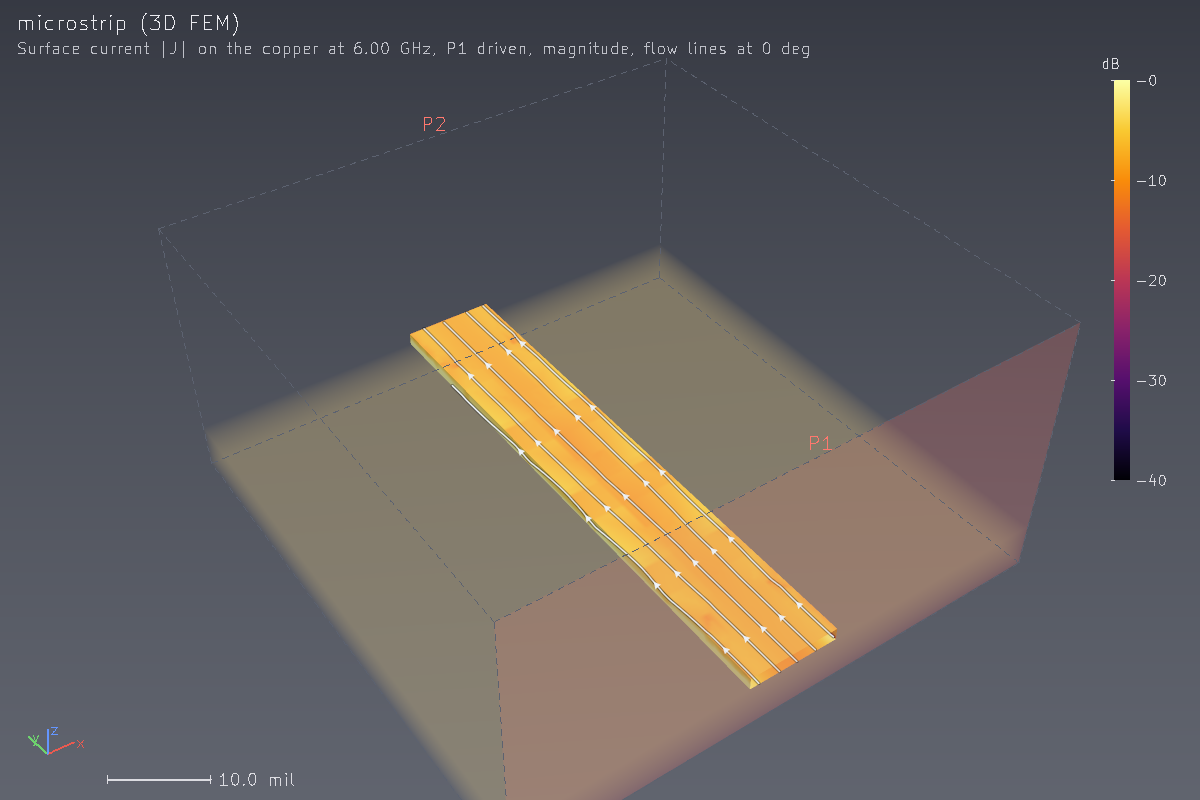 microstrip (3D FEM)
Surface current |J| on the copper at 6.00 GHz, P1 driven, magnitude, flow lines at 0 deg
dB
-0
-10
-20
-30
-40
P2
P1
y
z
x
10.0 mil